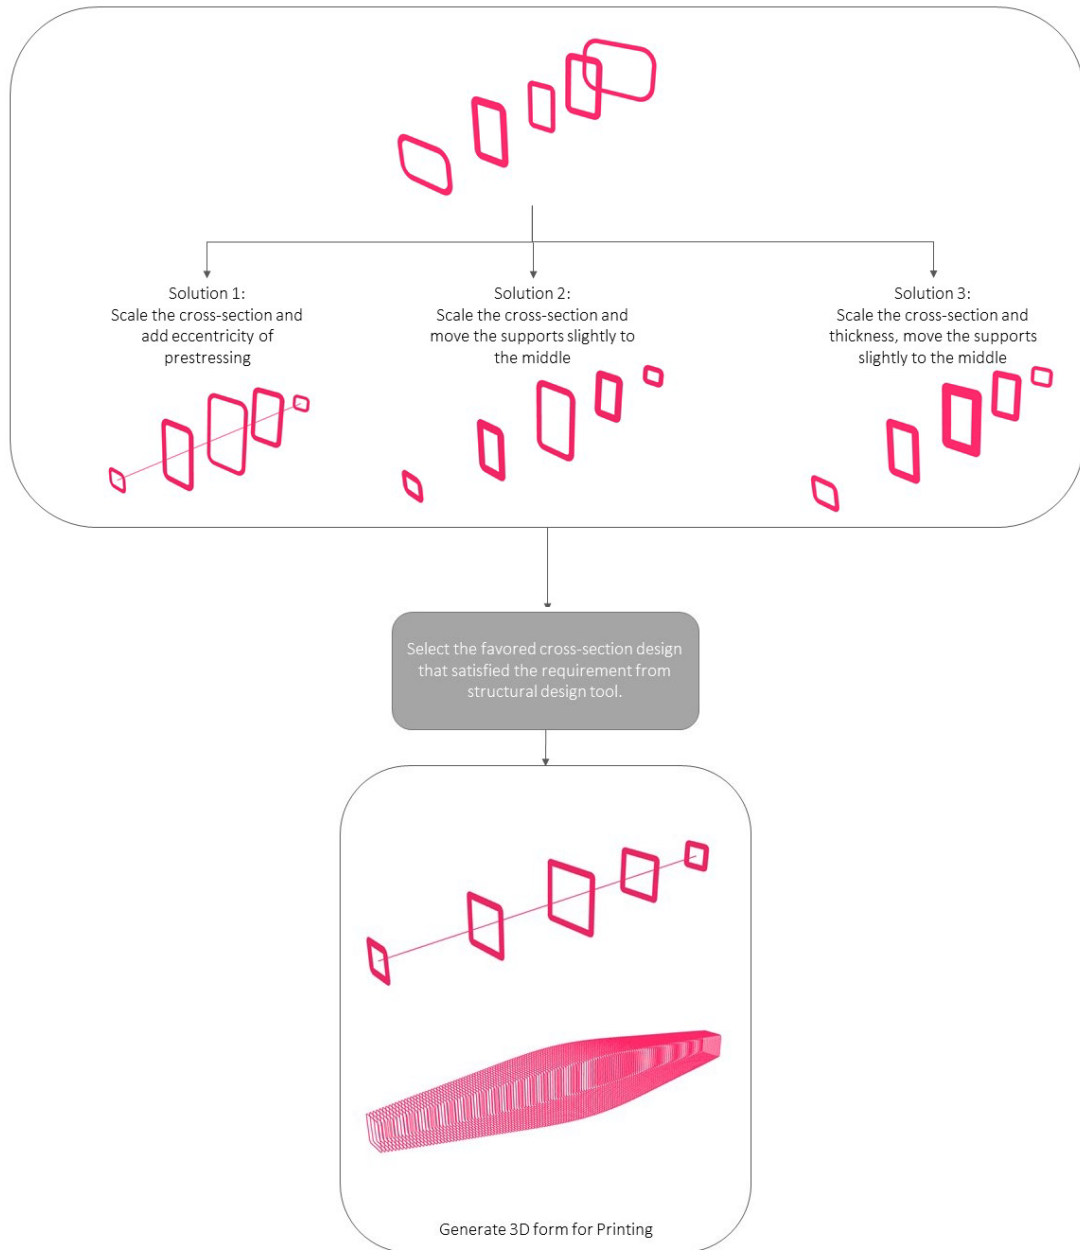 Solution 1:
Scale the cross-section and
add eccentricity of
prestressing
Solution 2:
Scale the cross-section and
move the supports slightly to
the middle
Solution 3:
Scale the cross-section and
thickness, move the supports
slightly to the middle
Select the favored cross-section design
that satisfied the requirement from
structural design tool.
Generate 3D form for Printing